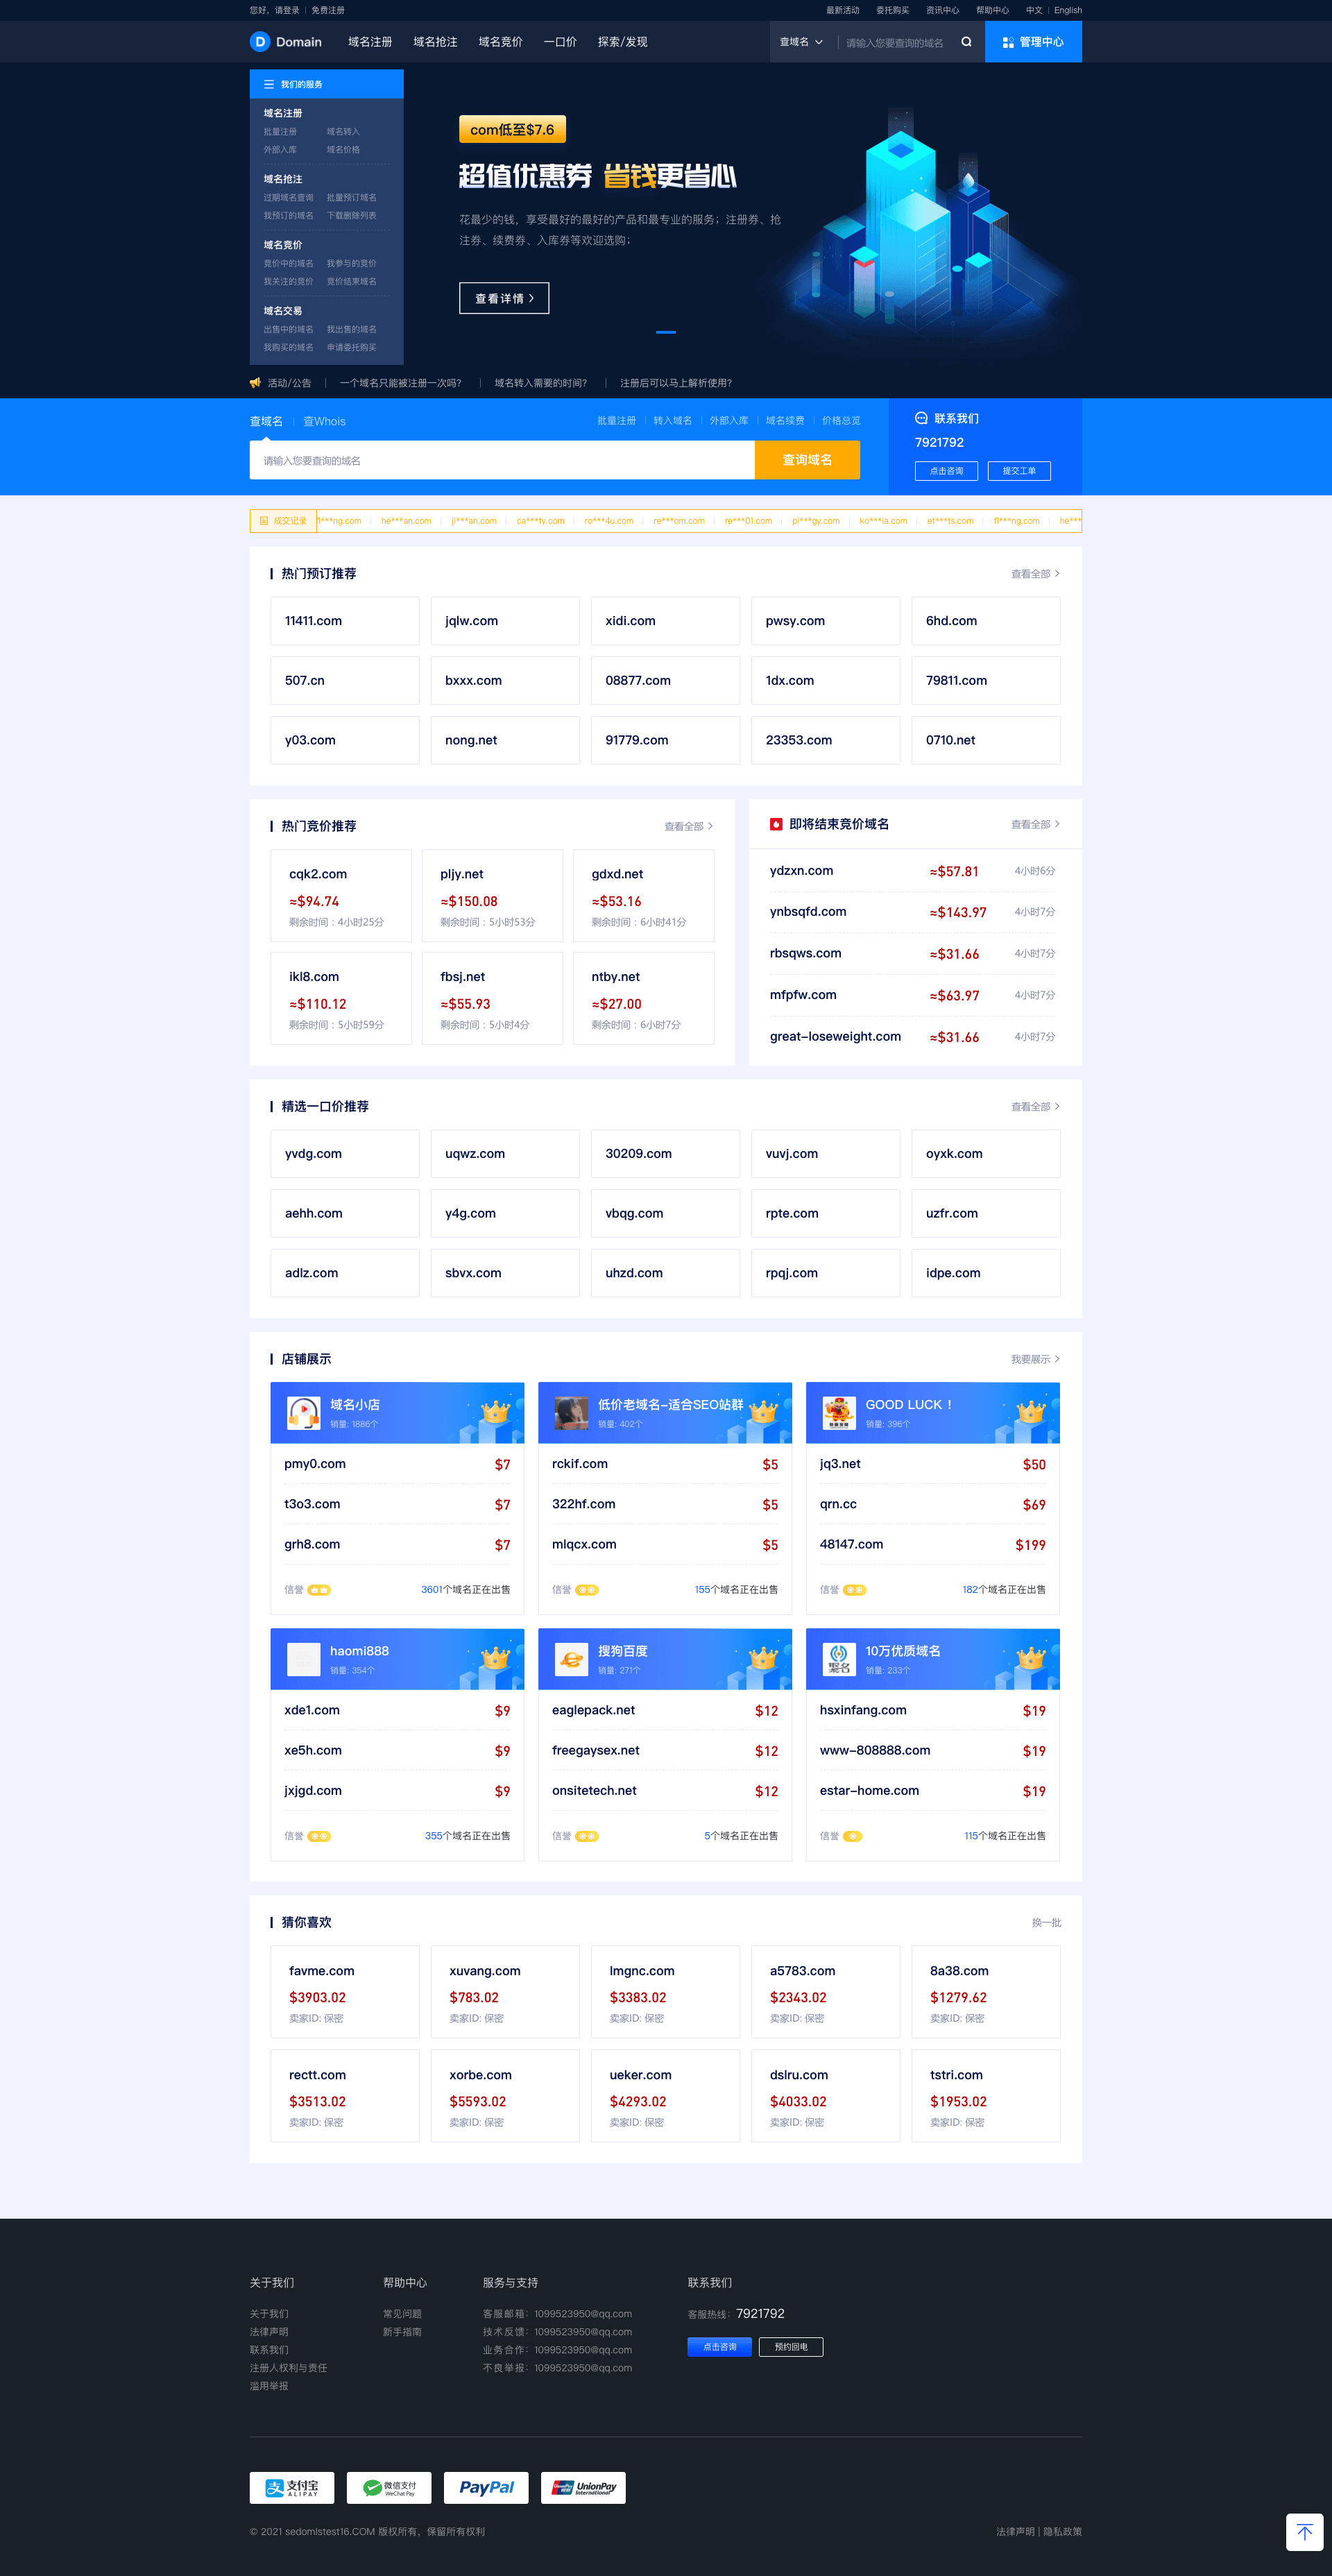 您好，请登录 | 免费注册
最新活动 委托购买 资讯中心 帮助中心 中文 | English
D Domain 域名注册 域名抢注 域名竞价 一口价 探索/发现 查域名 请输入您要查询的域名 管理中心
我们的服务
域名注册
批量注册 域名转入
外部入库 域名价格
域名抢注
过期域名查询 批量预订域名
我预订的域名 下载删除列表
域名竞价
竞价中的域名 我参与的竞价
我关注的竞价 竞价结束域名
域名交易
出售中的域名 我出售的域名
我购买的域名 申请委托购买
com低至$7.6
超值优惠券 省钱更省心
花最少的钱，享受最好的最好的产品和最专业的服务；注册券、抢
注券、续费券、入库券等欢迎选购；
查看详情
活动/公告 一个域名只能被注册一次吗？ 域名转入需要的时间？ 注册后可以马上解析使用？
查域名 | 查Whois
批量注册 转入域名 外部入库 域名续费 价格总览
请输入您要查询的域名 查询域名
联系我们
7921792
点击咨询 提交工单
成交记录 1***ng.com he***an.com ji***an.com ca***ty.com ro***4u.com re***om.com re***01.com pi***gy.com ko***ia.com et***ts.com fl***ng.com he***
热门预订推荐 查看全部
11411.com jqlw.com xidi.com pwsy.com 6hd.com
507.cn bxxx.com 08877.com 1dx.com 79811.com
y03.com nong.net 91779.com 23353.com 0710.net
热门竞价推荐 查看全部
cqk2.com pljy.net gdxd.net
≈$94.74 ≈$150.08 ≈$53.16
剩余时间：4小时25分 剩余时间：5小时53分 剩余时间：6小时41分
ikl8.com fbsj.net ntby.net
≈$110.12 ≈$55.93 ≈$27.00
剩余时间：5小时59分 剩余时间：5小时4分 剩余时间：6小时7分
即将结束竞价域名 查看全部
ydzxn.com ≈$57.81 4小时6分
ynbsqfd.com ≈$143.97 4小时7分
rbsqws.com ≈$31.66 4小时7分
mfpfw.com ≈$63.97 4小时7分
great-loseweight.com ≈$31.66 4小时7分
精选一口价推荐 查看全部
yvdg.com uqwz.com 30209.com vuvj.com oyxk.com
aehh.com y4g.com vbqg.com rpte.com uzfr.com
adlz.com sbvx.com uhzd.com rpqj.com idpe.com
店铺展示 我要展示
域名小店
销量: 1886个
pmy0.com $7
t3o3.com $7
grh8.com $7
信誉 3601个域名正在出售
低价老域名-适合SEO站群
销量: 402个
rckif.com $5
322hf.com $5
mlqcx.com $5
信誉 155个域名正在出售
GOOD LUCK！
销量: 396个
jq3.net $50
qrn.cc $69
48147.com $199
信誉 182个域名正在出售
haomi888
销量: 354个
xde1.com $9
xe5h.com $9
jxjgd.com $9
信誉 355个域名正在出售
搜狗百度
销量: 271个
eaglepack.net $12
freegaysex.net $12
onsitetech.net $12
信誉 5个域名正在出售
聚名
10万优质域名
销量: 233个
hsxinfang.com $19
www-808888.com $19
estar-home.com $19
信誉 115个域名正在出售
猜你喜欢 换一批
favme.com xuvang.com lmgnc.com a5783.com 8a38.com
$3903.02 $783.02 $3383.02 $2343.02 $1279.62
卖家ID: 保密 卖家ID: 保密 卖家ID: 保密 卖家ID: 保密 卖家ID: 保密
rectt.com xorbe.com ueker.com dslru.com tstri.com
$3513.02 $5593.02 $4293.02 $4033.02 $1953.02
卖家ID: 保密 卖家ID: 保密 卖家ID: 保密 卖家ID: 保密 卖家ID: 保密
关于我们
关于我们
法律声明
联系我们
注册人权利与责任
滥用举报
帮助中心
常见问题
新手指南
服务与支持
客服邮箱：1099523950@qq.com
技术反馈：1099523950@qq.com
业务合作：1099523950@qq.com
不良举报：1099523950@qq.com
联系我们
客服热线：7921792
点击咨询 预约回电
支付宝 ALIPAY 微信支付 WeChat Pay PayPal UnionPay International
© 2021 sedomlstest16.COM 版权所有，保留所有权利 法律声明 | 隐私政策